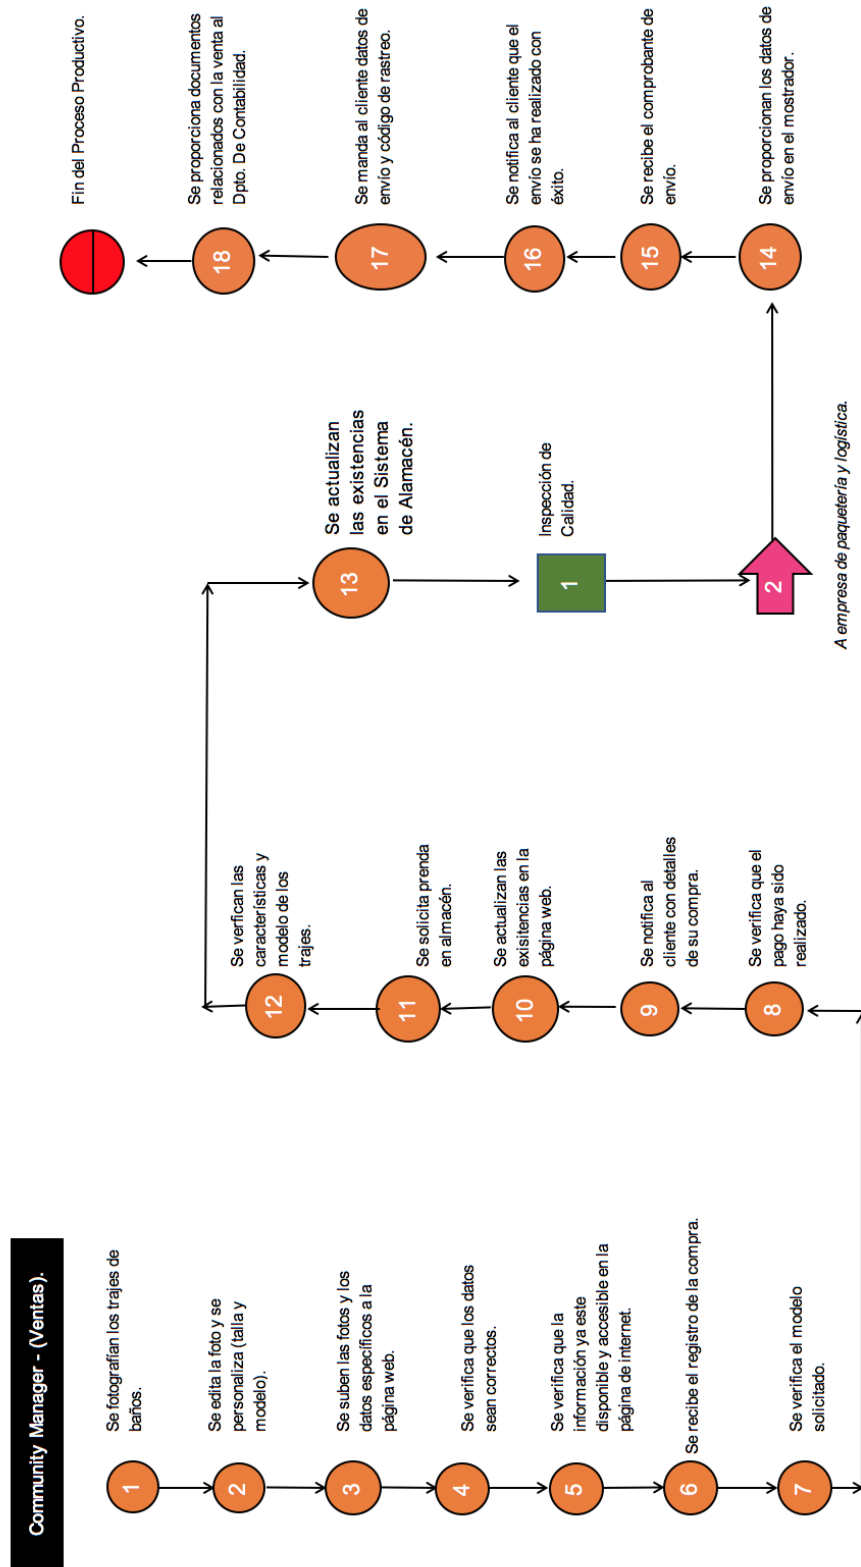 Community Manager - (Ventas).
1
Se fotografían los trajes de
baños.
2
Se edita la foto y se
personaliza (talla y
modelo).
3
Se suben las fotos y los
datos específicos a la
página web.
4
Se verifica que los datos
sean correctos.
5
Se verifica que la
información ya este
disponible y accesible en la
página de internet.
6
Se recibe el registro de la compra.
7
Se verifica el modelo
solicitado.
8
Se verifica que el
pago haya sido
realizado.
9
Se notifica al
cliente con detalles
de su compra.
10
Se actualizan las
exisitencias en la
página web.
11
Se solicita prenda
en almacén.
12
Se verfican las
características y
modelo de los
trajes.
13
Se actualizan
las existencias
en el Sistema
de Alamacén.
1
Inspección de
Calidad.
2
A empresa de paquetería y logística.
14
Se proporcionan los datos de
envío en el mostrador.
15
Se recibe el comprobante de
envío.
16
Se notifica al cliente que el
envío se ha realizado con
éxito.
17
Se manda al cliente datos de
envío y código de rastreo.
18
Se proporciona documentos
relacionados con la venta al
Dpto. De Contabilidad.
Fin del Proceso Productivo.